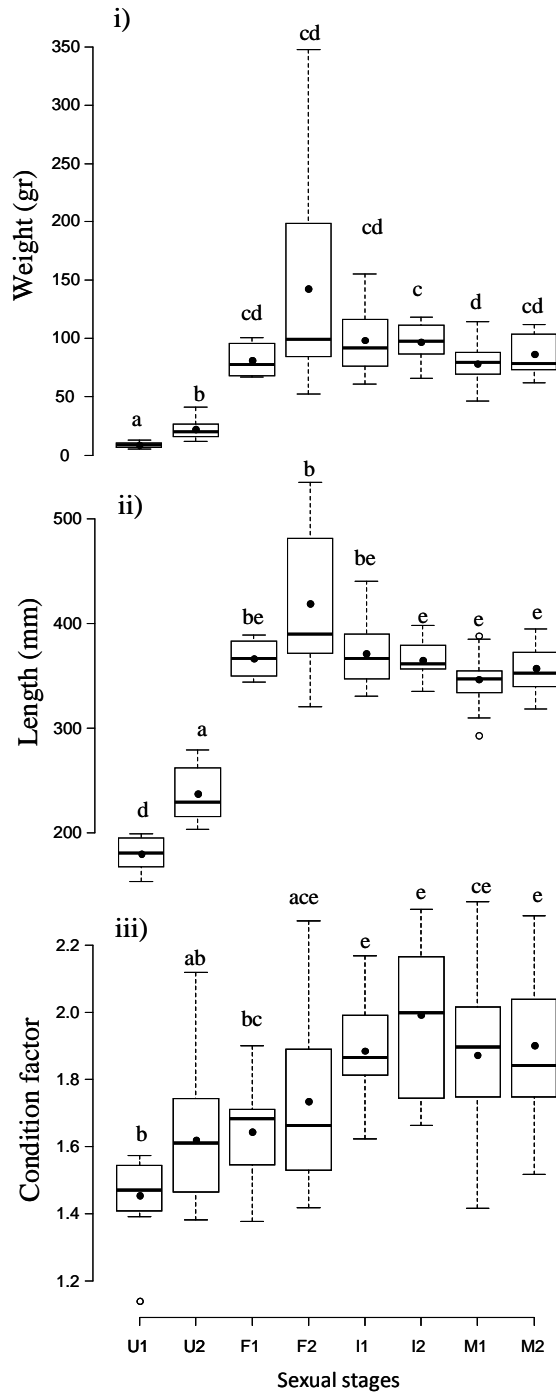 i)
cd
350
300
250
cd
200
150
c
d
cd
cd
100
50
b
a
0
Weight (gr)
ii)
b
500
be
400
be
e
e
e
300
a
d
200
Length (mm)
iii)
ace
e
ce
e
e
2.2
ab
2.0
bc
1.8
b
1.6
1.4
1.2
Condition factor
U1 U2 F1 F2 I1 I2 M1 M2
Sexual stages